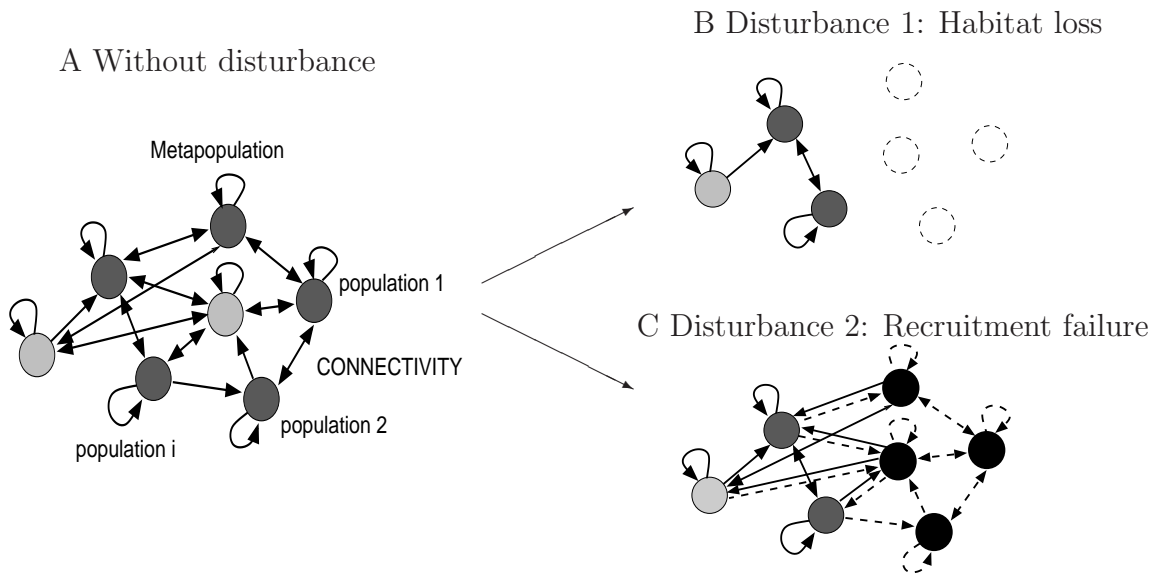 A Without disturbance
Metapopulation
population 1
CONNECTIVITY
population 2
population i
B Disturbance 1: Habitat loss
C Disturbance 2: Recruitment failure